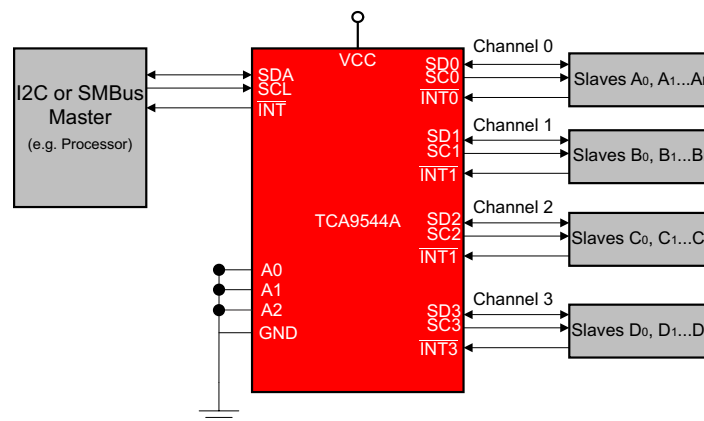 I2C or SMBus
Master
(e.g. Processor)
VCC
SDA
SCL
INT
TCA9544A
A0
A1
A2
GND
SD0
SC0
INT0
SD1
SC1
INT1
SD2
SC2
INT1
SD3
SC3
INT3
Channel 0
Slaves A0, A1...A
Channel 1
Slaves B0, B1...B
Channel 2
Slaves C0, C1...C
Channel 3
Slaves D0, D1...D